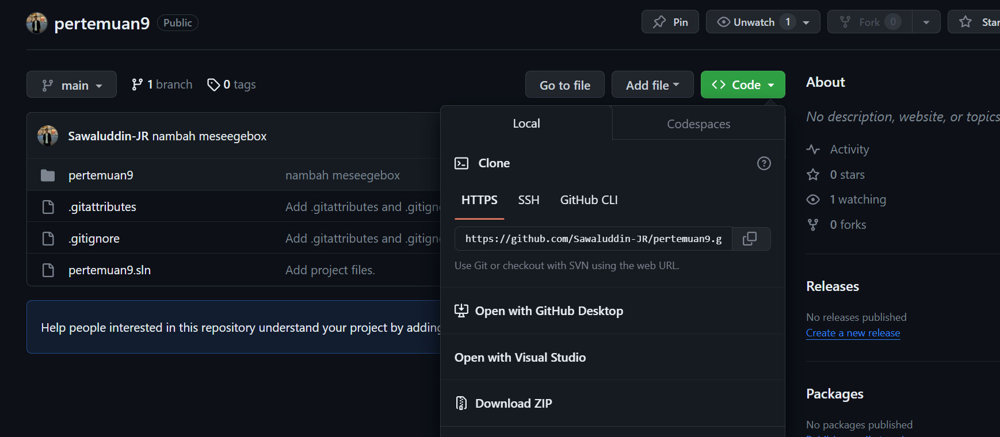 pertemuan9 Public Pin Unwatch 1 Fork 0
main 1 branch 0 tags Go to file Add file Code
Local Codespaces
Clone
HTTPS SSH GitHub CLI
https://github.com/Sawaluddin-JR/pertemuan9.g
Use Git or checkout with SVN using the web URL.
Open with GitHub Desktop
Open with Visual Studio
Download ZIP
Sawaluddin-JR nambah meseegebox
pertemuan9 nambah meseegebox
.gitattributes Add .gitattributes and
.gitignore Add .gitattributes and
pertemuan9.sln Add project files.
Help people interested in this repository understand your project by adding
About
No description, website, or topics
Activity
0 stars
1 watching
0 forks
Releases
No releases published
Create a new release
Packages
No packages published